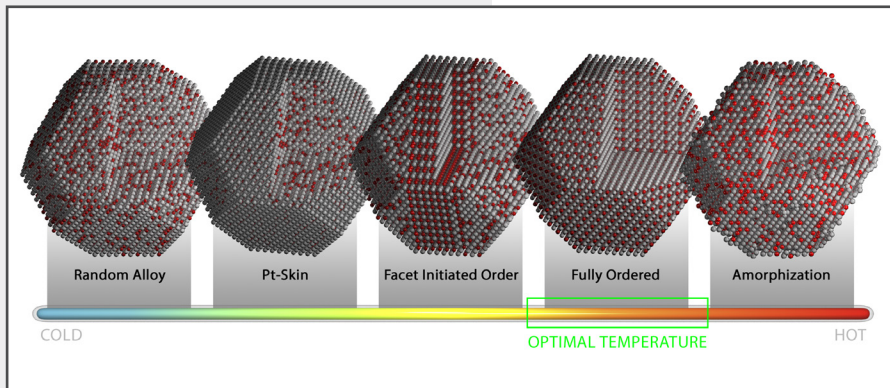 Random Alloy
Pt-Skin
Facet Initiated Order
Fully Ordered
Amorphization
COLD
OPTIMAL TEMPERATURE
HOT